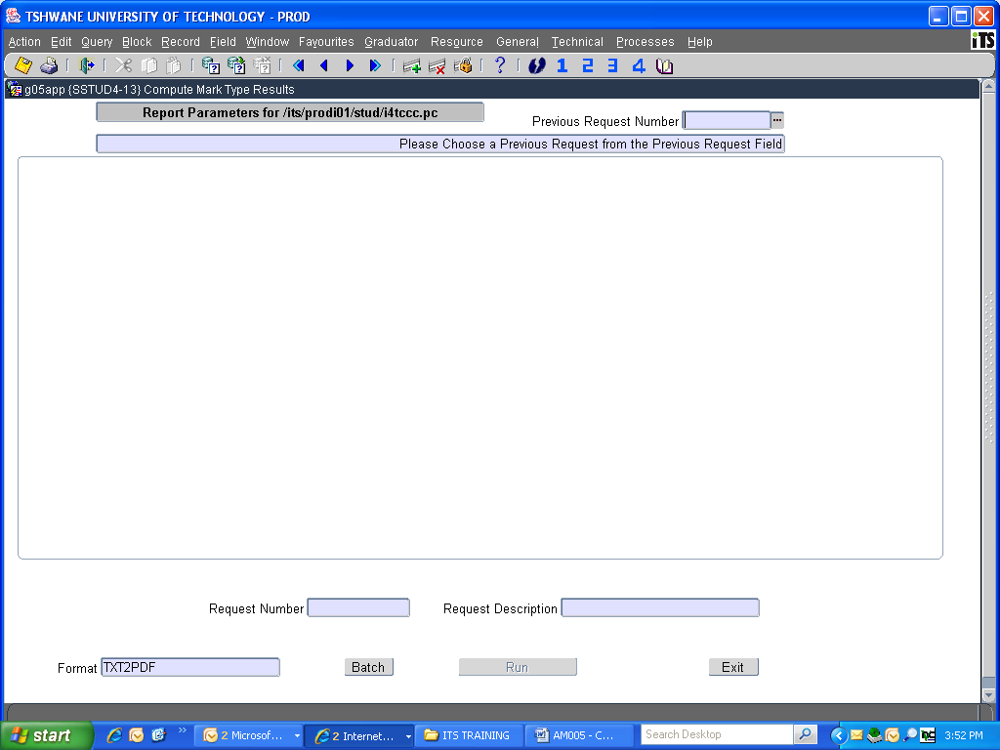 TSHWANE UNIVERSITY OF TECHNOLOGY - PROD
Action Edit Query Block Record Field Window Favourites Graduator Resource General Technical Processes Help
iTS
? 1 2 3 4
g05app {SSTUD4-13} Compute Mark Type Results
Report Parameters for /its/prodi01/stud/i4tccc.pc
Previous Request Number
Please Choose a Previous Request from the Previous Request Field
Request Number Request Description
Format TXT2PDF Batch Run Exit
start 2 Microsof... 2 Internet... ITS TRAINING AM005 - C... Search Desktop 3:52 PM